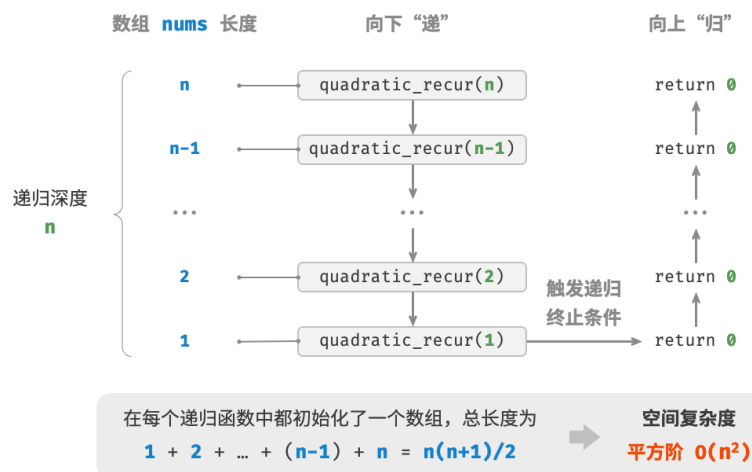 数组 nums 长度 向下“递” 向上“归”
n quadratic_recur(n) return 0
n-1 quadratic_recur(n-1) return 0
递归深度
n
... ... ...
2 quadratic_recur(2) return 0
触发递归
终止条件
1 quadratic_recur(1) return 0
在每个递归函数中都初始化了一个数组，总长度为
1 + 2 + … + (n-1) + n = n(n+1)/2
空间复杂度
平方阶 O(n²)